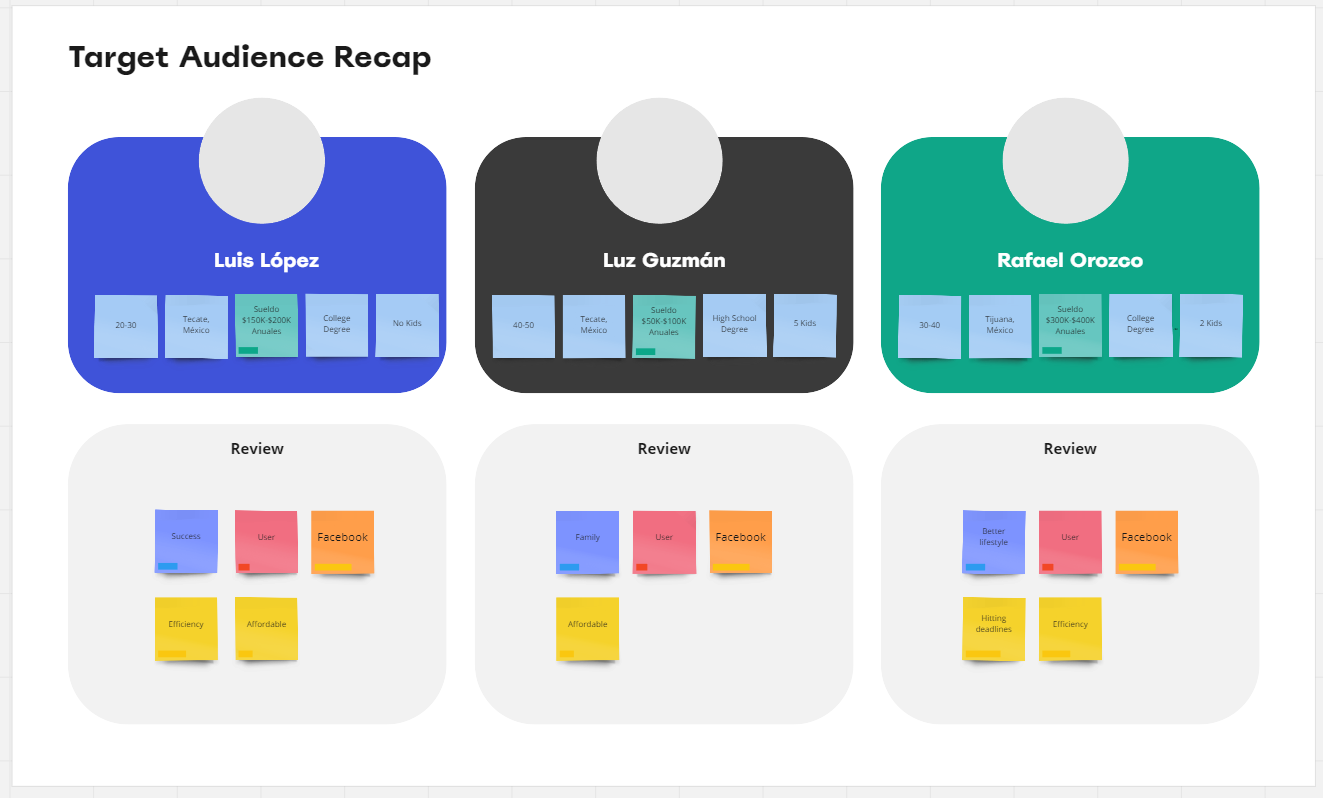 Target Audience Recap
Luis López
20-30
Tecate,
México
Sueldo
$150K-$200K
Anuales
College
Degree
No Kids
Luz Guzmán
40-50
Tecate,
México
Sueldo
$50K-$100K
Anuales
High School
Degree
5 Kids
Rafael Orozco
30-40
Tijuana,
México
Sueldo
$300K-$400K
Anuales
College
Degree
2 Kids
Review
Success
User
Facebook
Efficiency
Affordable
Review
Family
User
Facebook
Affordable
Review
Better
lifestyle
User
Facebook
Hitting
deadlines
Efficiency